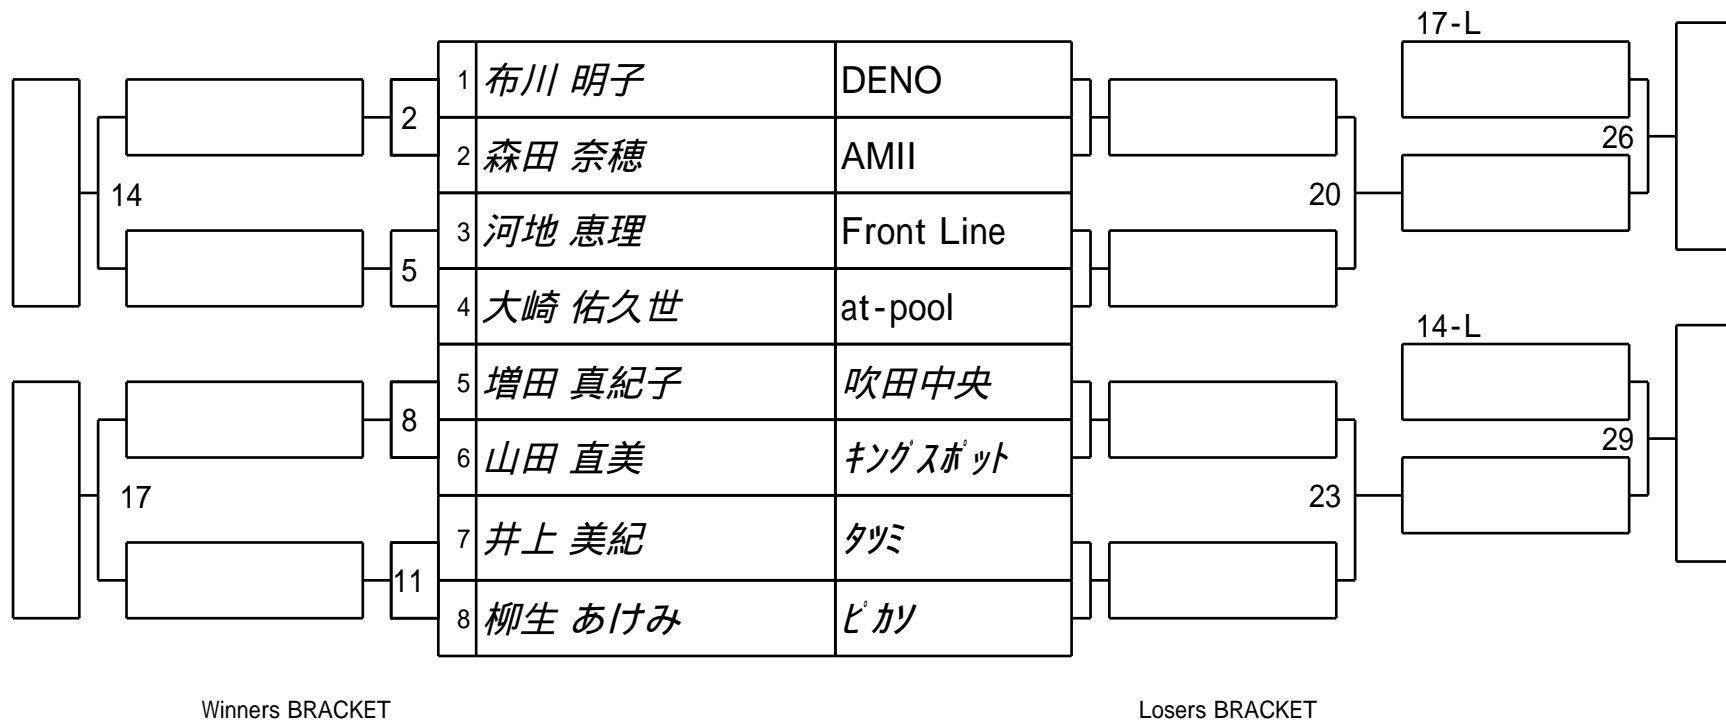 17-L
1 布川 明子 DENO
2
2 森田 奈穂 AMII
26
14
20
3 河地 恵理 Front Line
5
4 大崎 佑久世 at-pool
14-L
5 増田 真紀子 吹田中央
8
29
6 山田 直美 ｷﾝｸﾞｽﾎﾟｯﾄ
17
23
7 井上 美紀 ﾀﾂﾐ
11
8 柳生 あけみ ﾋﾟｶｿ
Winners BRACKET
Losers BRACKET